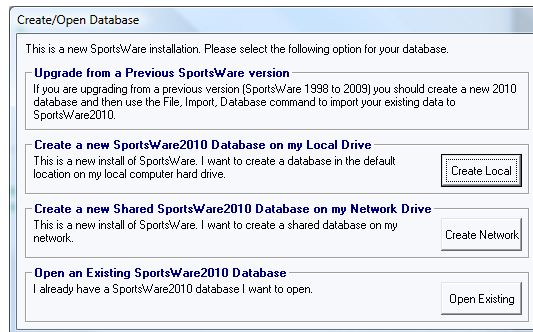 Create/Open Database
This is a new SportsWare installation. Please select the following option for your database.
Upgrade from a Previous SportsWare version
If you are upgrading from a previous version (SportsWare 1998 to 2009) you should create a new 2010
database and then use the File, Import, Database command to import your existing data to
SportsWare2010.
Create a new SportsWare2010 Database on my Local Drive
This is a new install of SportsWare. I want to create a database in the default
location on my local computer hard drive.
Create Local
Create a new Shared SportsWare2010 Database on my Network Drive
This is a new install of SportsWare. I want to create a shared database on my
network.
Create Network
Open an Existing SportsWare2010 Database
I already have a SportsWare2010 database I want to open.
Open Existing